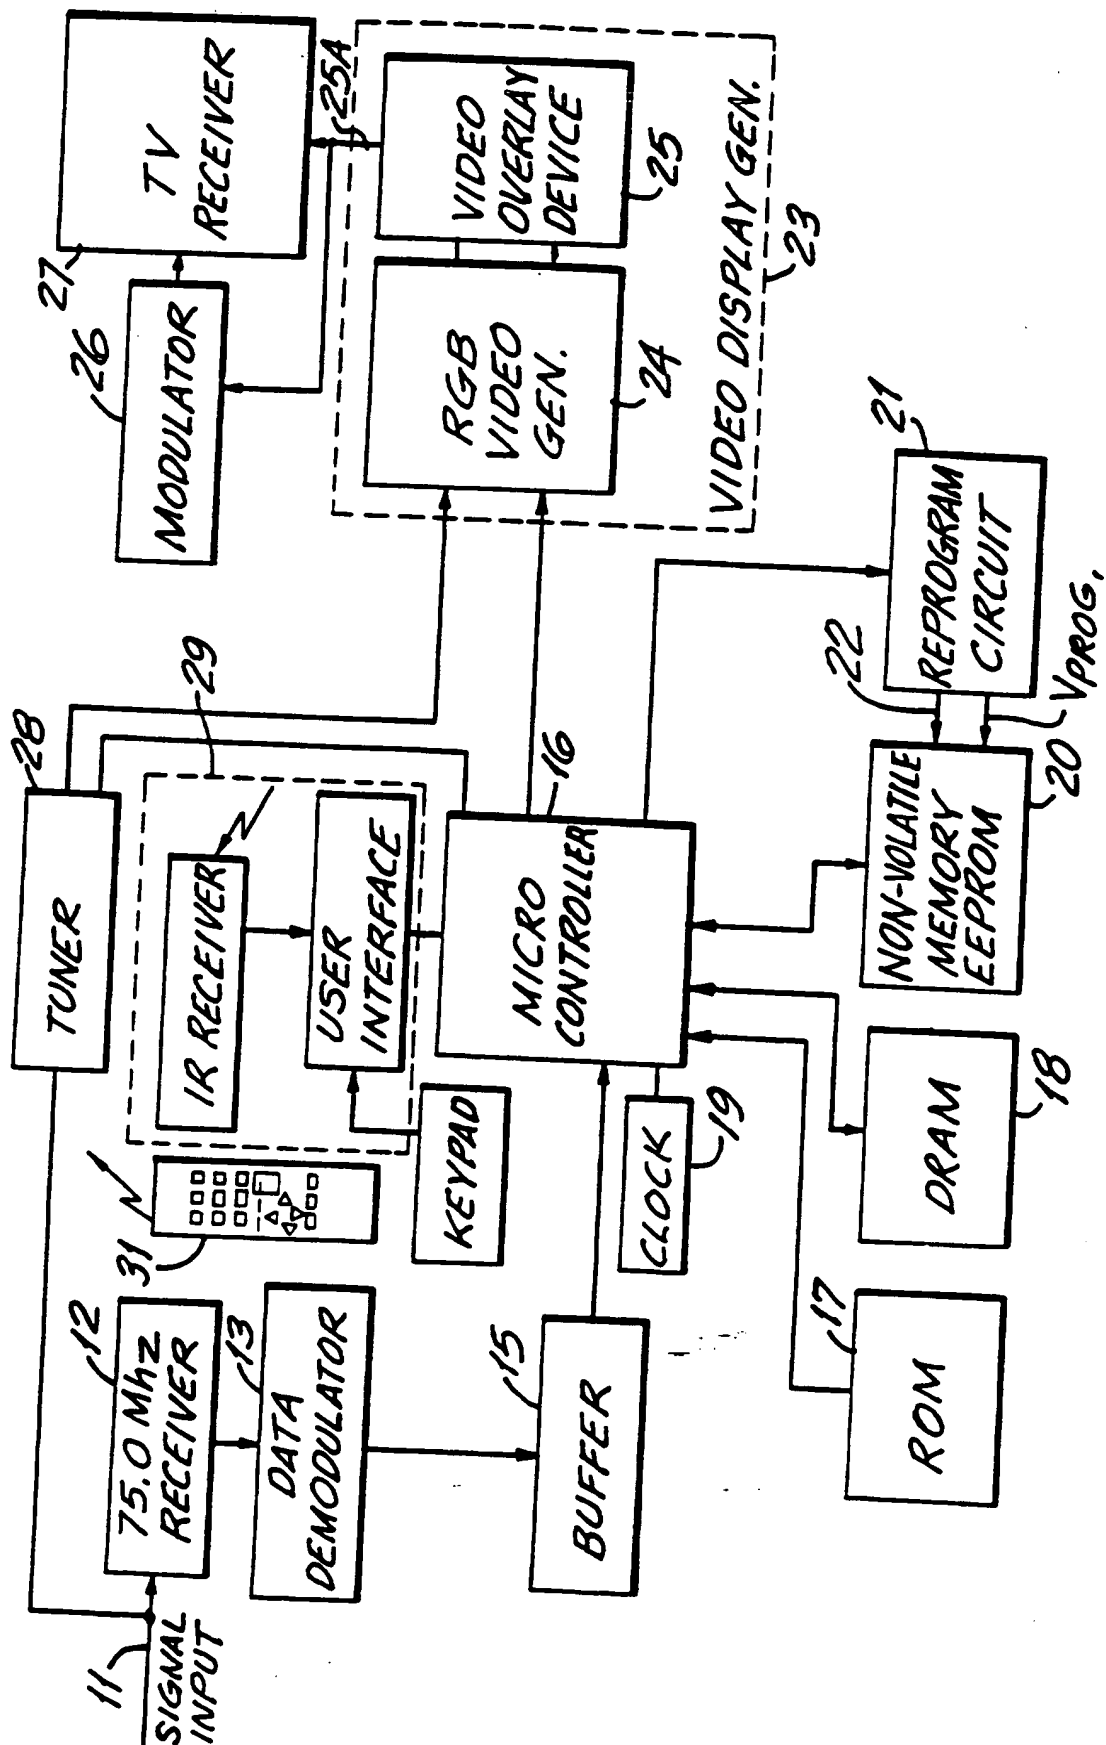 11
SIGNAL
INPUT
12
75.0 Mhz
RECEIVER
13
DATA
DEMODULATOR
15
BUFFER
31
KEYPAD
CLOCK
19
ROM
17
DRAM
18
TUNER
28
IR RECEIVER
29
USER
INTERFACE
MICRO
CONTROLLER
16
NON-VOLATILE
MEMORY
EEPROM
20
22
VPROG.
REPROGRAM
CIRCUIT
21
MODULATOR
26
TV
RECEIVER
27
25A
RGB
VIDEO
GEN.
24
VIDEO
OVERLAY
DEVICE
25
VIDEO DISPLAY GEN.
23